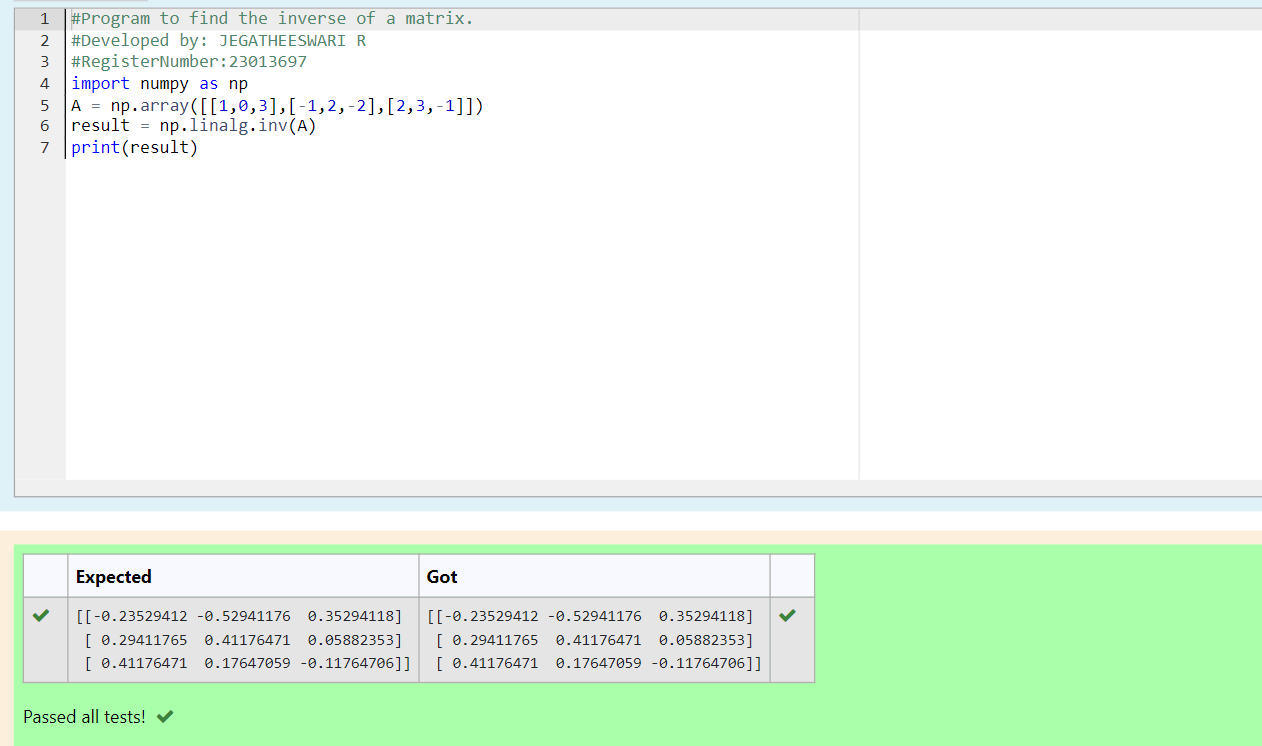 1 #Program to find the inverse of a matrix.
2 #Developed by: JEGATHEESWARI R
3 #RegisterNumber:23013697
4 import numpy as np
5 A = np.array([[1,0,3],[-1,2,-2],[2,3,-1]])
6 result = np.linalg.inv(A)
7 print(result)
Expected Got
[[-0.23529412 -0.52941176  0.35294118] [[-0.23529412 -0.52941176  0.35294118]
[ 0.29411765  0.41176471  0.05882353] [ 0.29411765  0.41176471  0.05882353]
[ 0.41176471  0.17647059 -0.11764706]] [ 0.41176471  0.17647059 -0.11764706]]
Passed all tests!